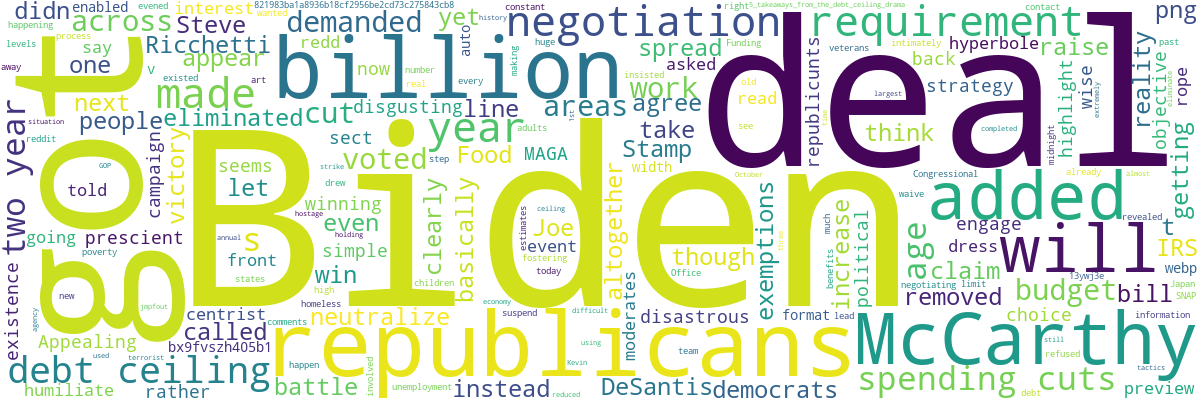 didn
enabled
interest
Steve
821983ba1a8936b18cf2956be2cd73c275843cb8
evened
wanted
history
constant
right
5_takeaways_from_the_debt_ceiling_drama
contact
past
png
happening
across
demanded
yet
negotiation
requirement
levels
process
say
Ricchetti
redd
auto
making
huge
every
spread
asked
Funding
insisted
veterans
intimately
hyperbole
raise
reality
away
one
v
appear
now
art
number
real
existed
work
republicunts
old
read
see
largest
back
strategy
wise
highlight
extremely
objective
eliminate
rope
next
made
billion
deal
got
people
eliminated
cut
disgusting
line
areas
agree
situation
reddit
two year
GOP
sect
voted
year
adults
1st
take
Stamp
think
completed
midnight
told
campaign
victory
seems
let
strike
step
Food
MAGA
width
October
Congressional
already
almost
prescient
winning
drew
hostage
holding
even
clearly
basically
Joe
event
ceiling
estimates
fostering
today
altogether
exemptions
though
time
waive
added
revealed
getting
going
s
front
simple
win
Biden
much
benefits
increase
political
age
engage
dress
t
will
IRS
webp
existence
new
poverty
annual
states
children
Office
negotiating
limit
claim
13ywj3e
Japan
SNAP
jmpfout
high
homeless
economy
suspend
difficult
removed
budget
bill
Appealing
centrist
neutralize
moderates
disastrous
format
lead
choice
information
called
comments
bx9fvszh405b1
republicans
McCarthy
still
refused
tactics
agency
used
terrorist
happen
Kevin
using
team
debt ceiling
battle
involved
unemployment
reduced
instead
DeSantis
democrats
spending cuts
humiliate
rather
debt
preview